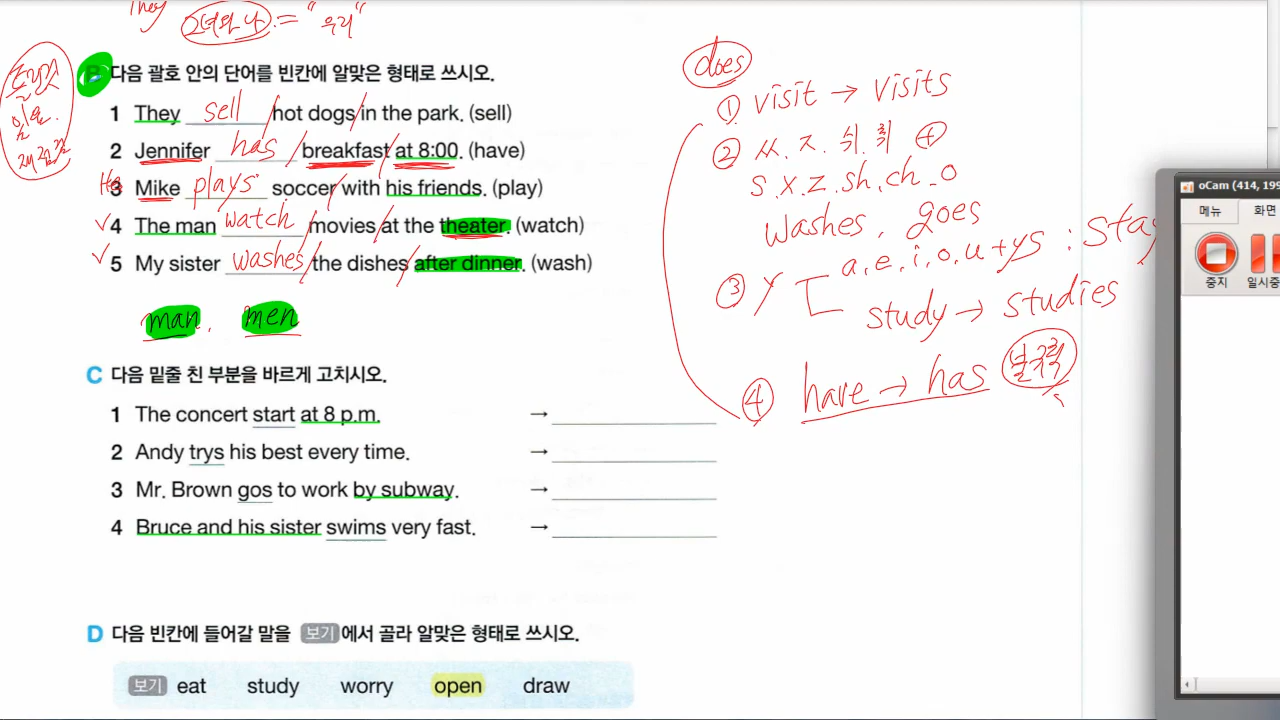 They 그녀와 나 := "우리"
B 다음 괄호 안의 단어를 빈칸에 알맞은 형태로 쓰시오.
1 They sell hot dogs in the park. (sell)
2 Jennifer has breakfast at 8:00. (have)
He
3 Mike plays soccer with his friends. (play)
4 The man watch movies at the theater. (watch)
5 My sister washes the dishes after dinner. (wash)
man, men
does
① visit → visits
② ㅆ. ㅈ. 쉬. 취 ⊕
s.x.z.sh.ch.o
washes, goes
③ y a.e.i.o.u+ys : stay
study → studies
④ have → has 불규칙
C 다음 밑줄 친 부분을 바르게 고치시오.
1 The concert start at 8 p.m. →
2 Andy trys his best every time. →
3 Mr. Brown gos to work by subway. →
4 Bruce and his sister swims very fast. →
D 다음 빈칸에 들어갈 말을 보기 에서 골라 알맞은 형태로 쓰시오.
보기 eat study worry open draw
oCam (414, 199
메뉴 화면
중지 일시중